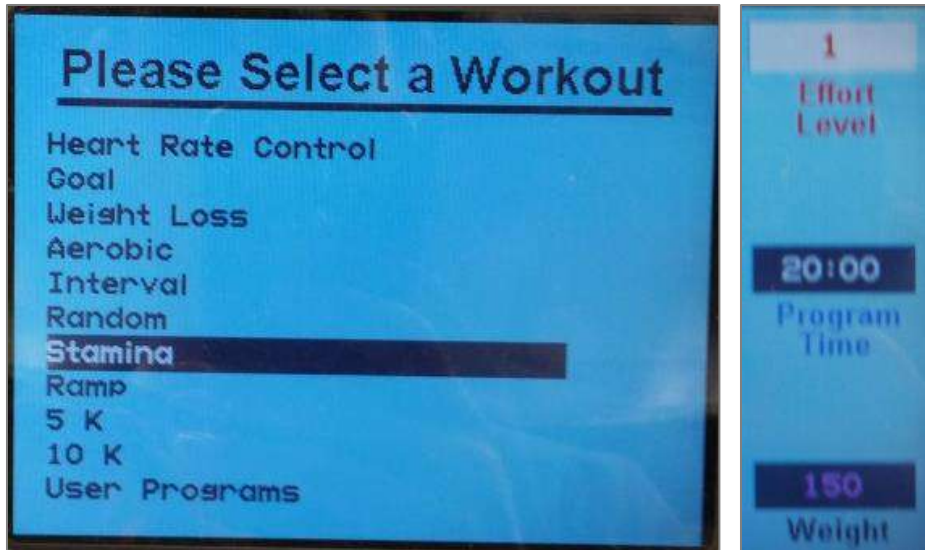 Please Select a Workout
Heart Rate Control
Goal
Weight Loss
Aerobic
Interval
Random
Stamina
Ramp
5 K
10 K
User Programs
1
Effort
Level
20:00
Program
Time
150
Weight